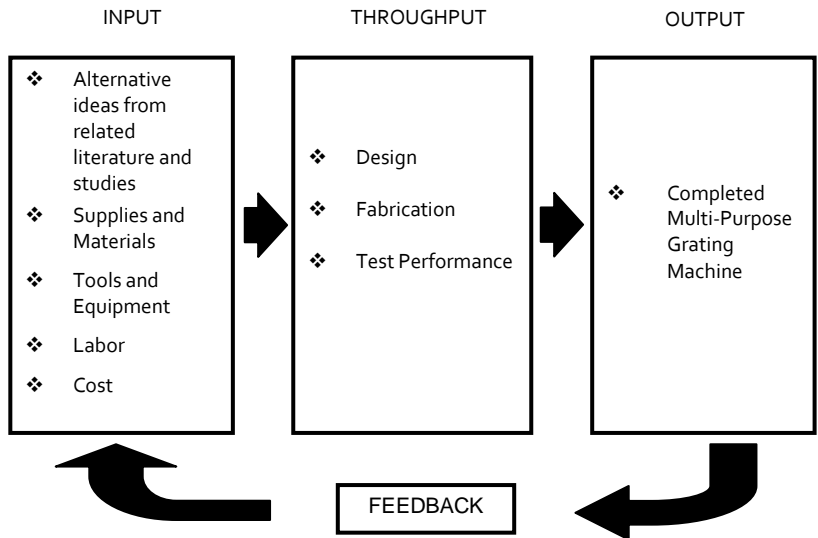 INPUT
THROUGHPUT
OUTPUT
❖ Alternative
ideas from
related
literature and
studies
❖ Supplies and
Materials
❖ Tools and
Equipment
❖ Labor
❖ Cost
❖ Design
❖ Fabrication
❖ Test Performance
❖ Completed
Multi-Purpose
Grating
Machine
FEEDBACK